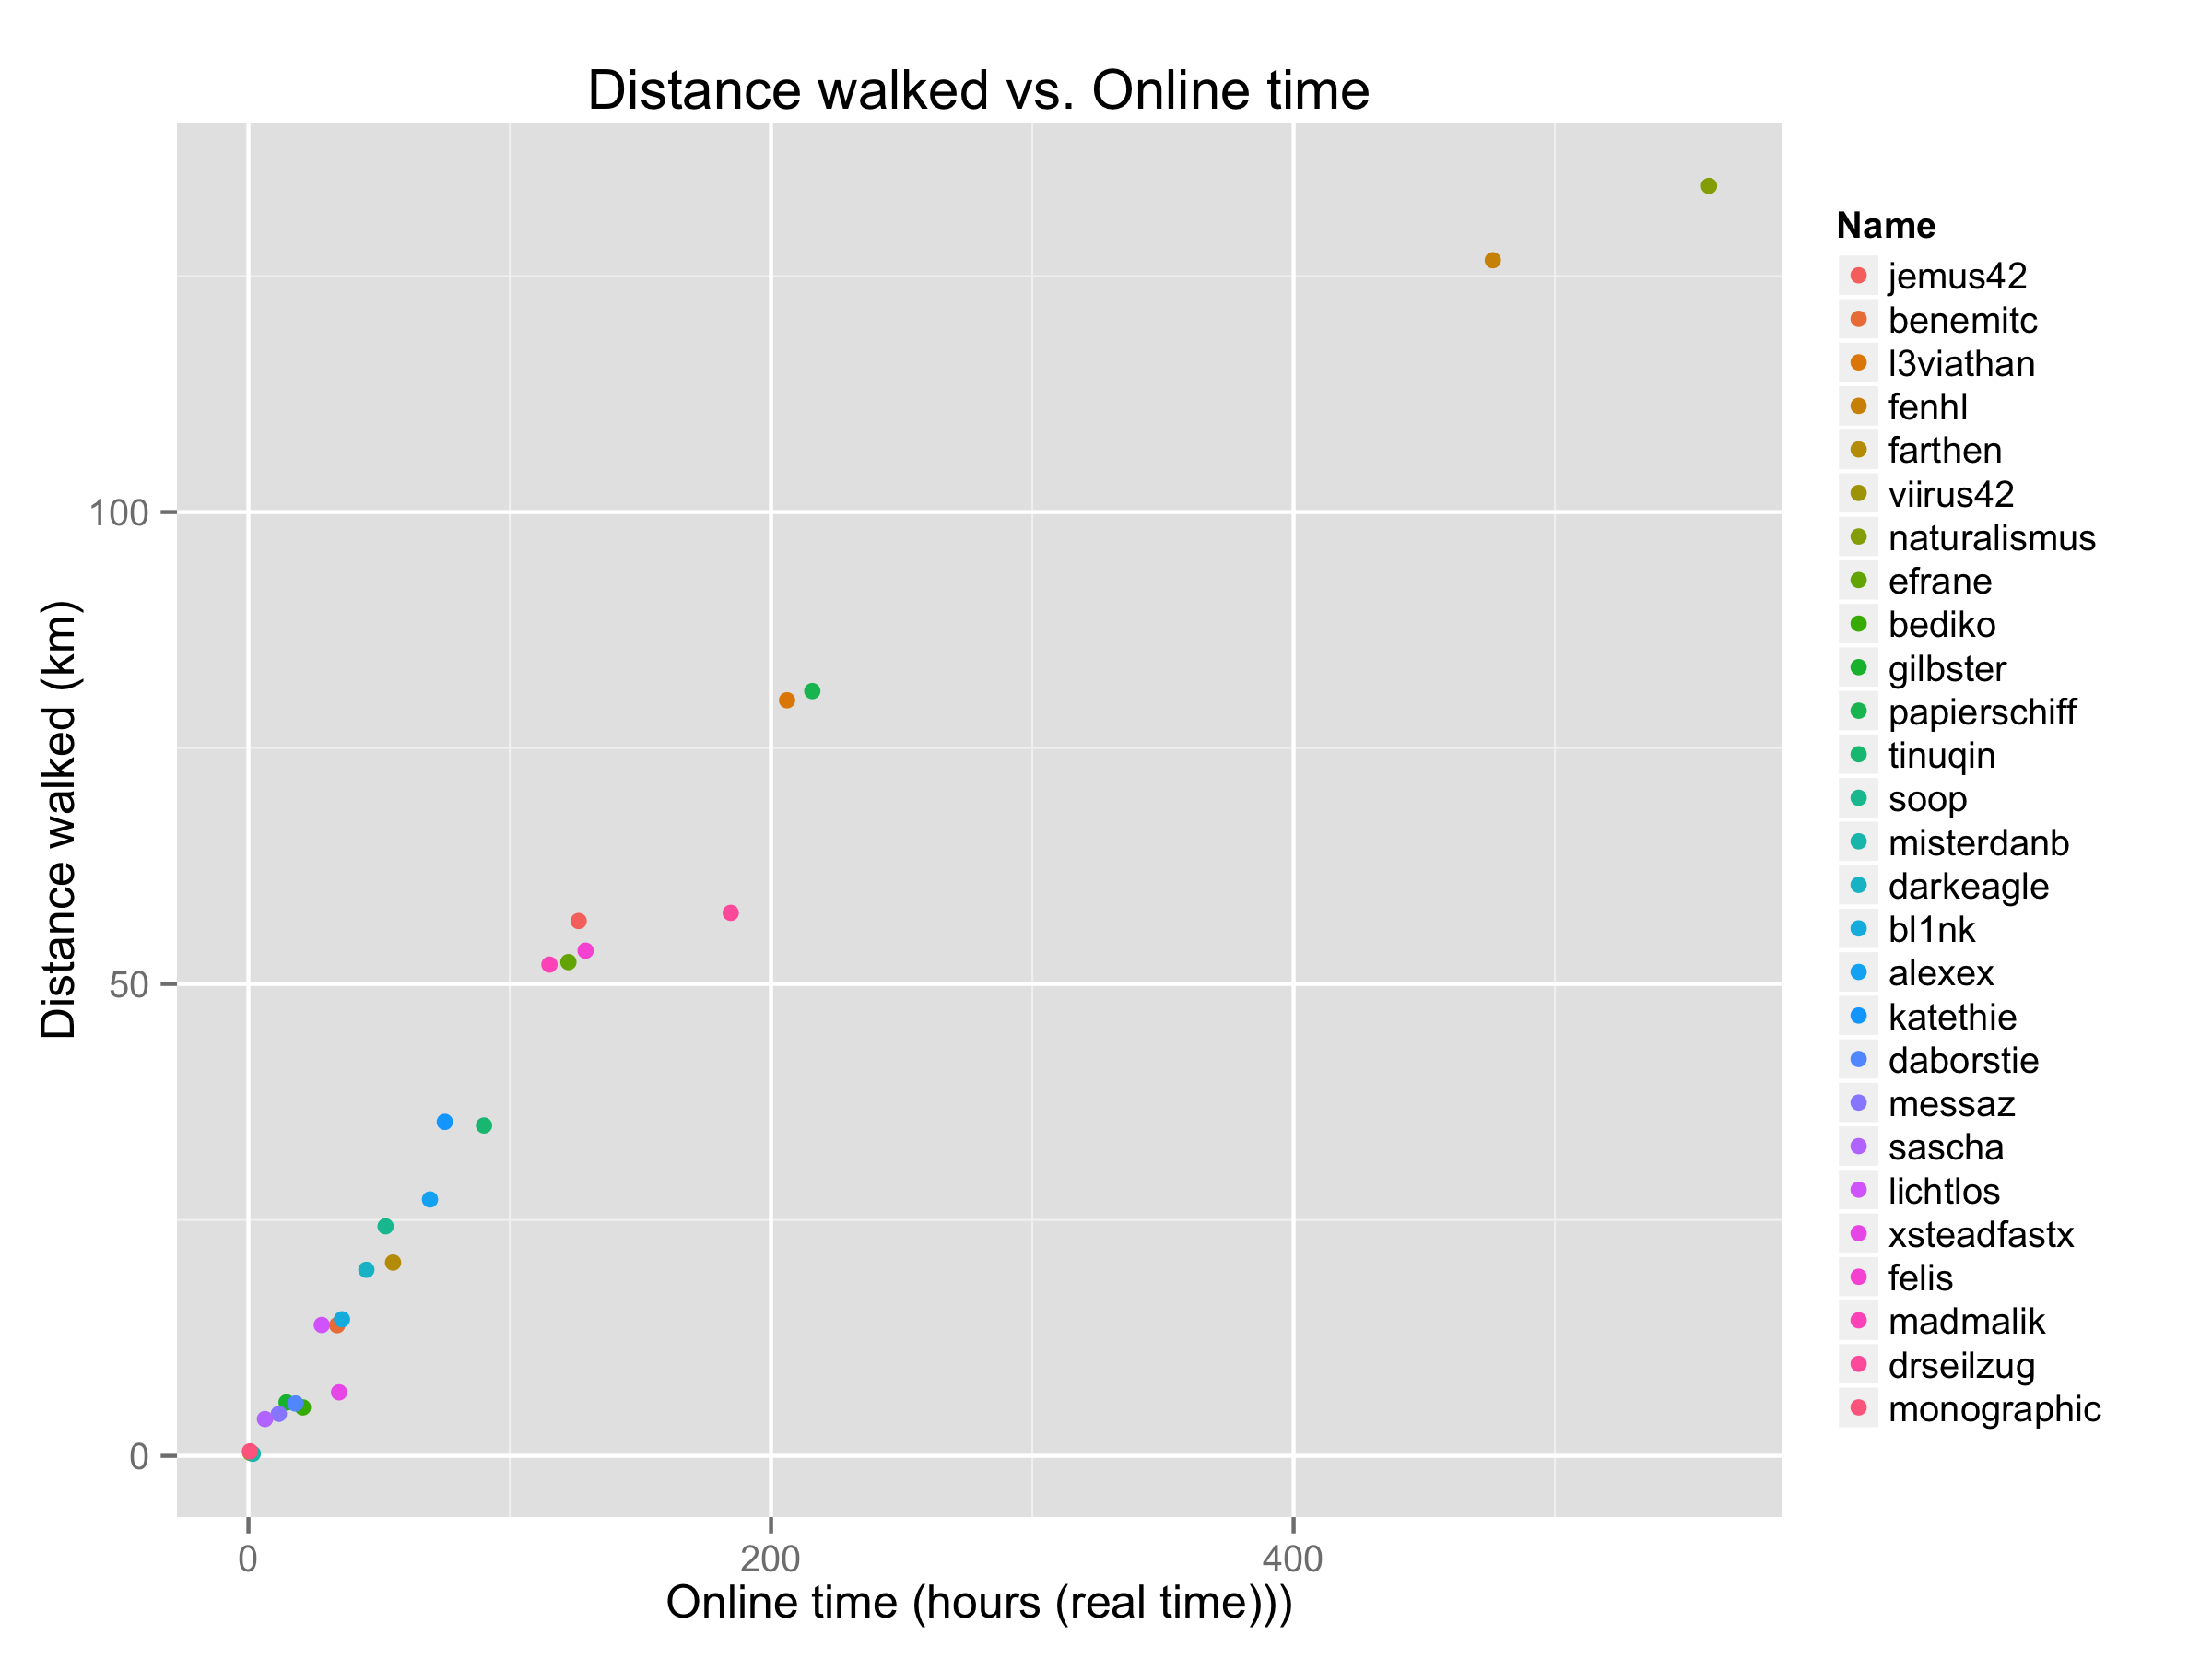 Distance walked vs. Online time
Distance walked (km)
100
50
0
0 200 400
Online time (hours (real time)))
Name
jemus42
benemitc
l3viathan
fenhl
farthen
viirus42
naturalismus
efrane
bediko
gilbster
papierschiff
tinuqin
soop
misterdanb
darkeagle
bl1nk
alexex
katethie
daborstie
messaz
sascha
lichtlos
xsteadfastx
felis
madmalik
drseilzug
monographic